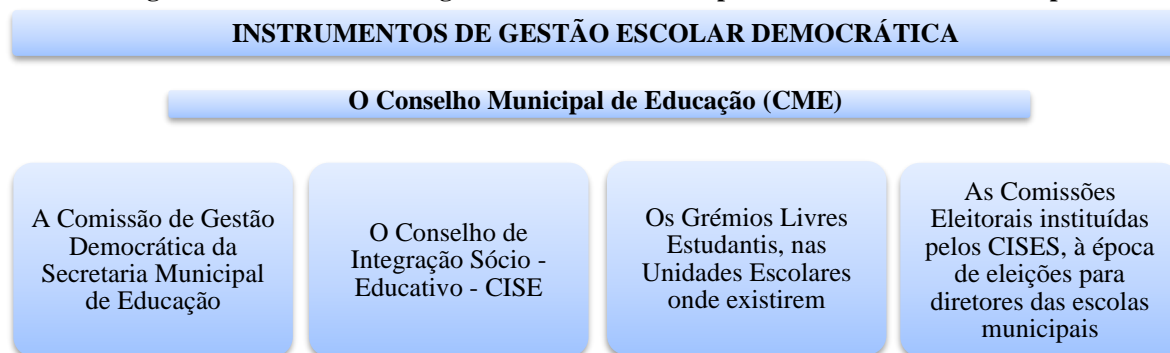 INSTRUMENTOS DE GESTÃO ESCOLAR DEMOCRÁTICA
O Conselho Municipal de Educação (CME)
A Comissão de Gestão
Democrática da
Secretaria Municipal
de Educação
O Conselho de
Integração Sócio -
Educativo - CISE
Os Grémios Livres
Estudantis, nas
Unidades Escolares
onde existirem
As Comissões
Eleitorais instituídas
pelos CISES, à época
de eleições para
diretores das escolas
municipais